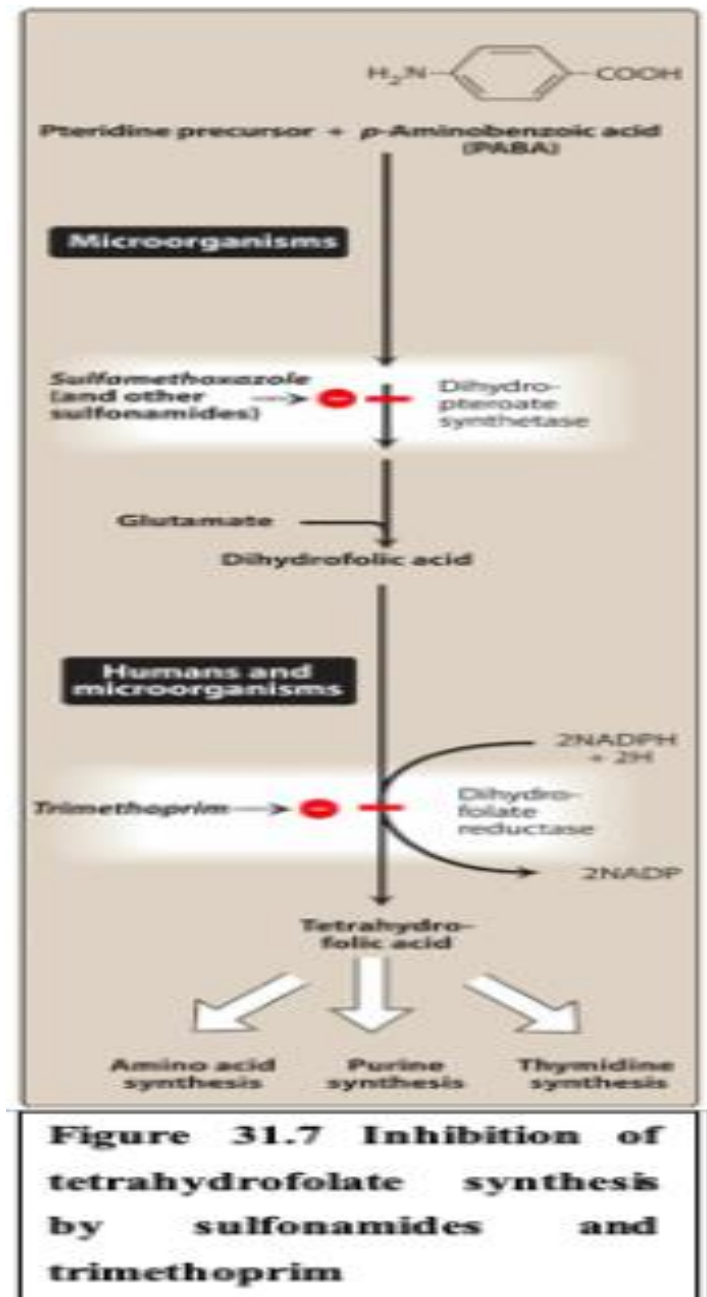 H₂N COOH
Pteridine precursor + p-Aminobenzoic acid
(PABA)
Microorganisms
Sulfamethoxazole
(and other
sulfonamides)
Dihydro-
pteroate
synthetase
Glutamate
Dihydrofolic acid
Humans and
microorganisms
2NADPH
+ 2H
Trimethoprim
Dihydro-
folate
reductase
2NADP
Tetrahydro-
folic acid
Amino acid
synthesis
Purine
synthesis
Thymidine
synthesis
Figure 31.7 Inhibition of
tetrahydrofolate synthesis
by sulfonamides and
trimethoprim